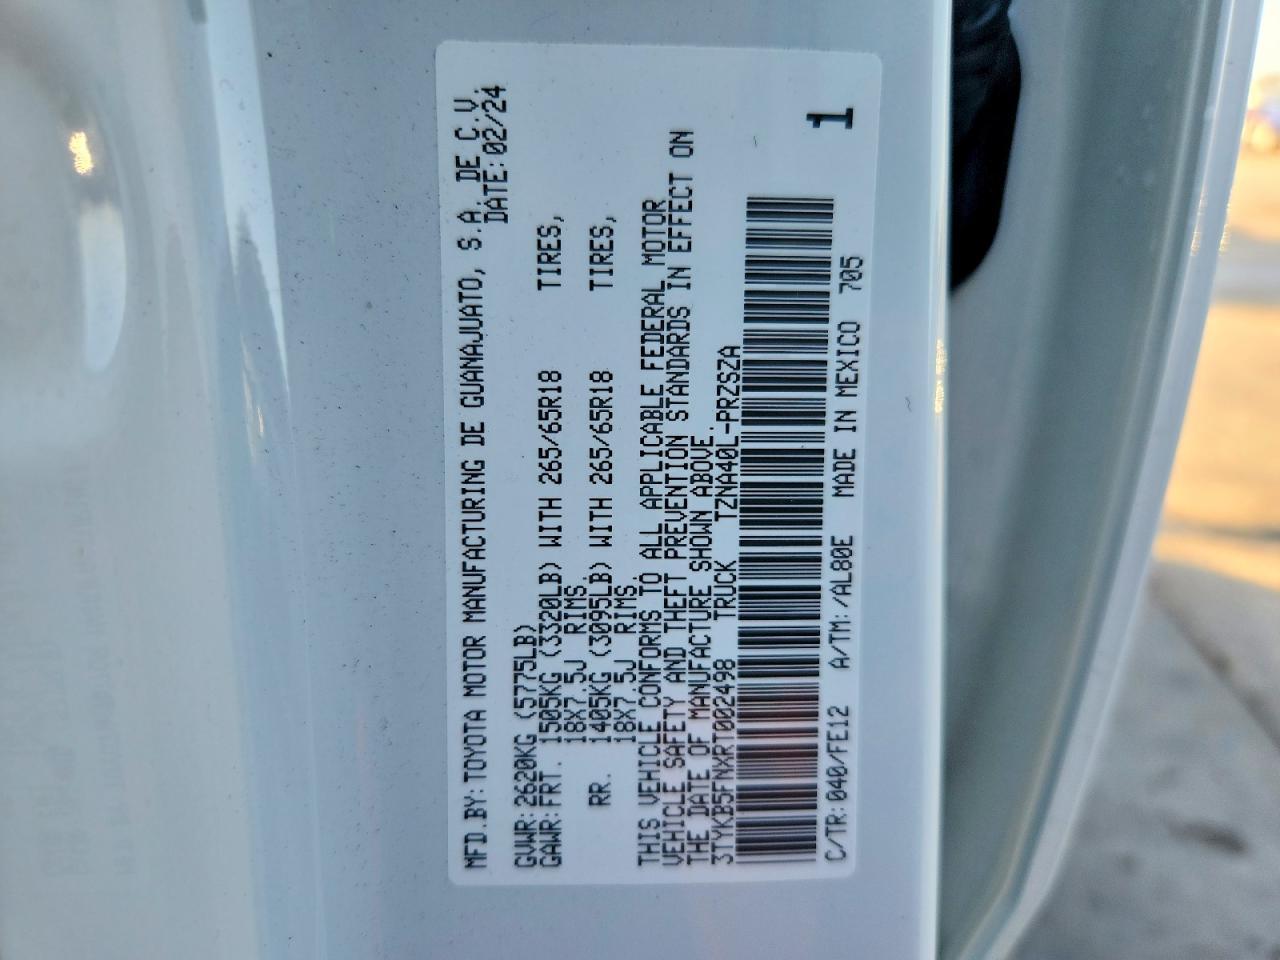 MFD.BY:TOYOTA MOTOR MANUFACTURING DE GUANAJUATO, S.A. DE C.V.
DATE:02/24
GVWR:2620KG (5775LB)
GAWR:FRT. 1505KG (3320LB) WITH 265/65R18 TIRES,
18X7.5J RIMS.
RR. 1405KG (3095LB) WITH 265/65R18 TIRES,
18X7.5J RIMS
THIS VEHICLE CONFORMS TO ALL APPLICABLE FEDERAL MOTOR
VEHICLE SAFETY AND THEFT PREVENTION STANDARDS IN EFFECT ON
THE DATE OF MANUFACTURE SHOWN ABOVE.
3TYKB5FNXRT002498 TRUCK TZNA40L-PRZSZA
1
C/TR:040/FE12 A/TM:/AL80E MADE IN MEXICO 705